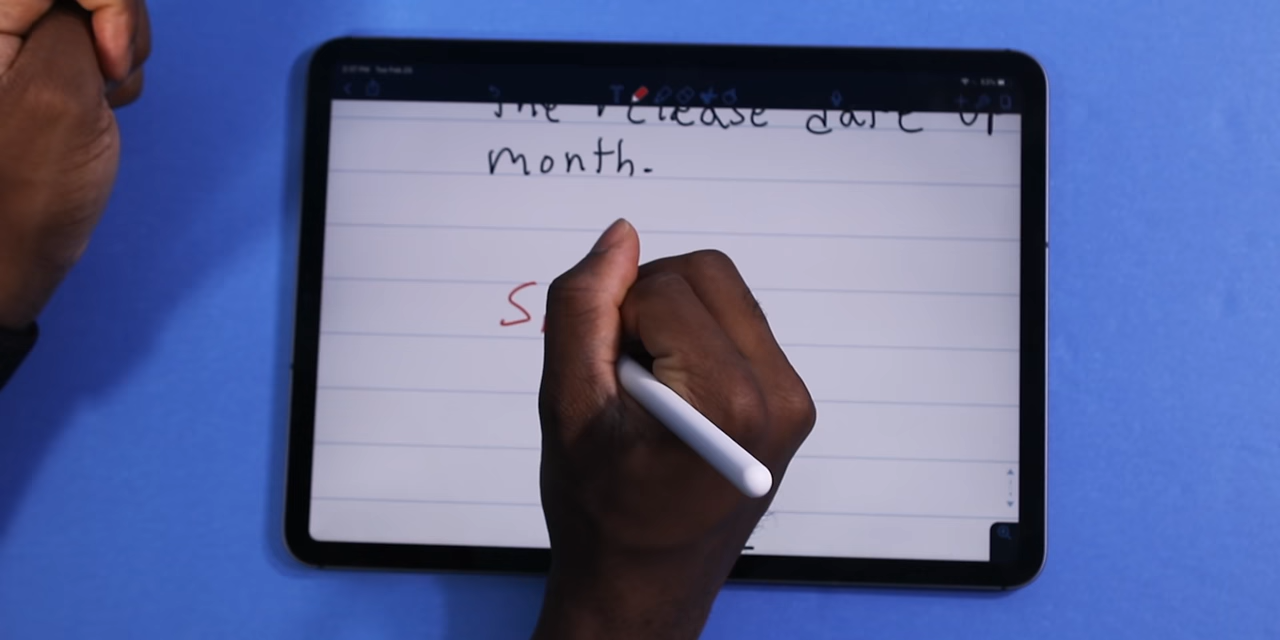 The release date of
month.
S